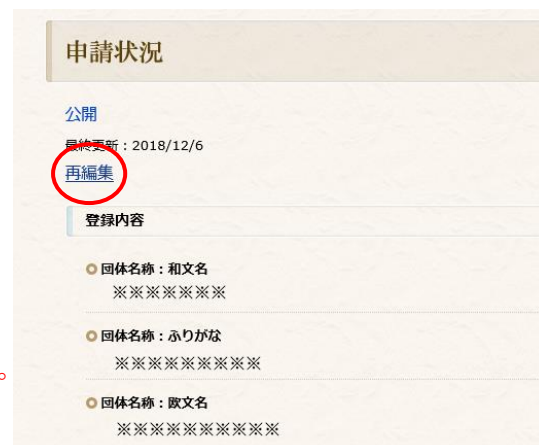 申請状況
公開
最終更新：2018/12/6
再編集
登録内容
団体名称：和文名
※※※※※※※
団体名称：ふりがな
※※※※※※※※※
。
団体名称：欧文名
※※※※※※※※※※